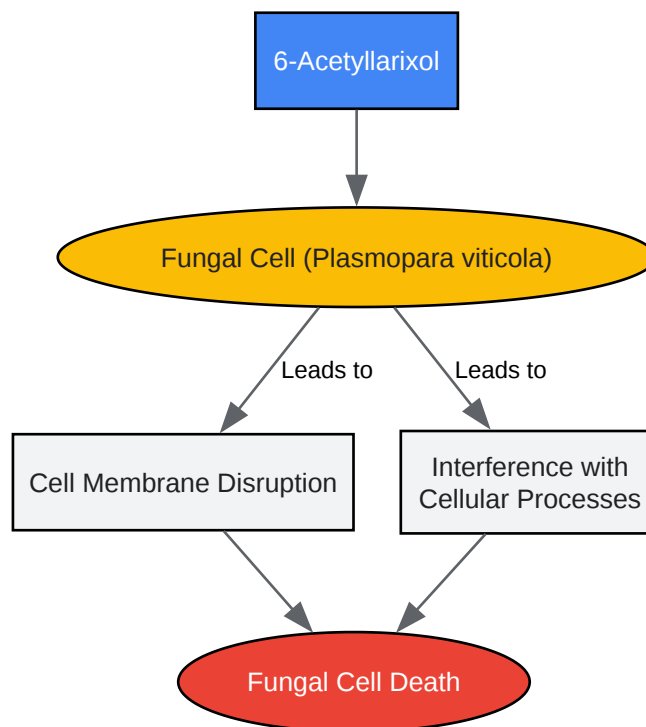 6-Acetyllarixol
Fungal Cell (Plasmopara viticola)
Leads to
Leads to
Cell Membrane Disruption
Interference with
Cellular Processes
Fungal Cell Death